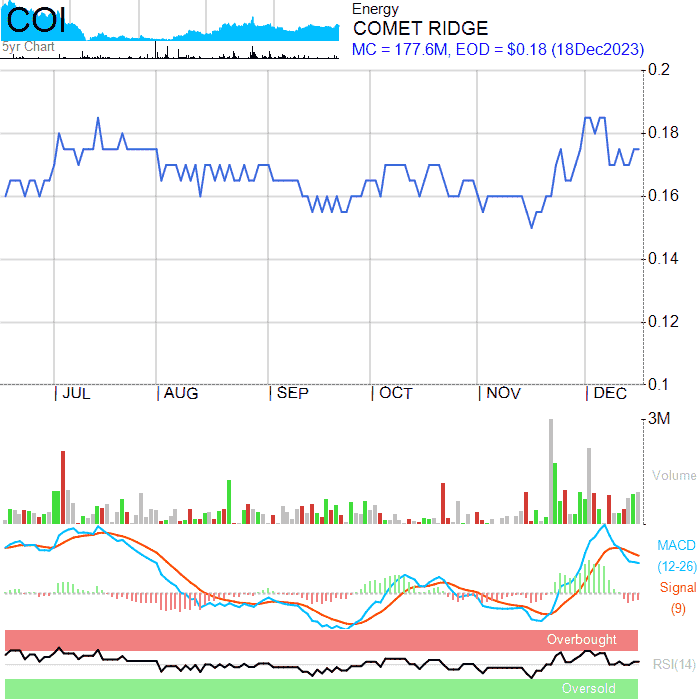 COI
5yr Chart
Energy
COMET RIDGE
MC = 177.6M, EOD = $0.18 (18Dec2023)
0.2
0.18
0.16
0.14
0.12
0.1
JUL AUG SEP OCT NOV DEC
3M
Volume
MACD
(12-26)
Signal
(9)
Overbought
RSI(14)
Oversold